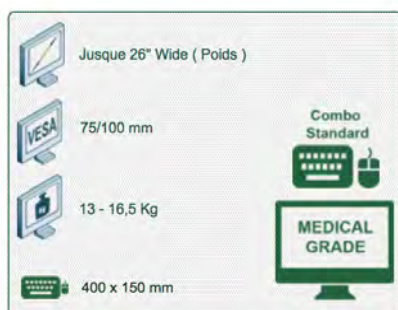 Jusque 26" Wide ( Poids )
VESA
75/100 mm
13 - 16,5 Kg
400 x 150 mm
Combo
Standard
MEDICAL
GRADE